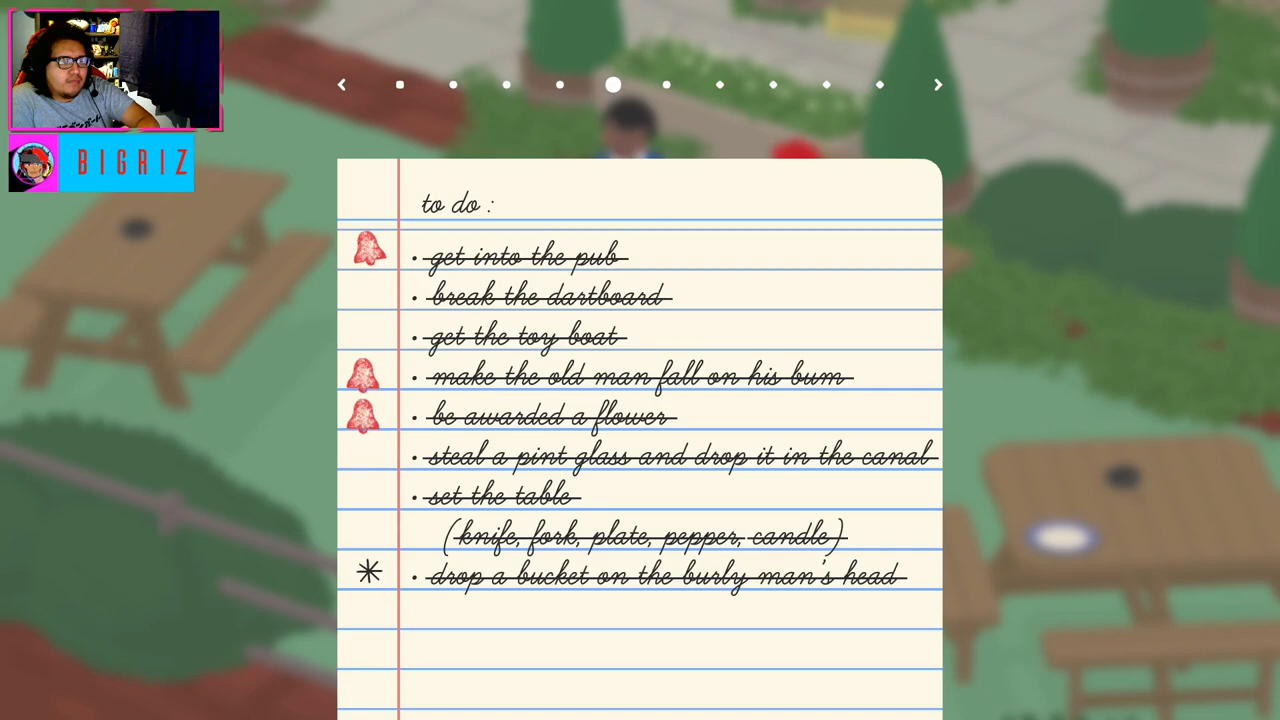 BIGRIZ
to do :
• get into the pub
• break the dartboard
• get the toy boat
• make the old man fall on his bum
• be awarded a flower
• steal a pint glass and drop it in the canal
• set the table
(knife, fork, plate, pepper, candle)
• drop a bucket on the burly man's head